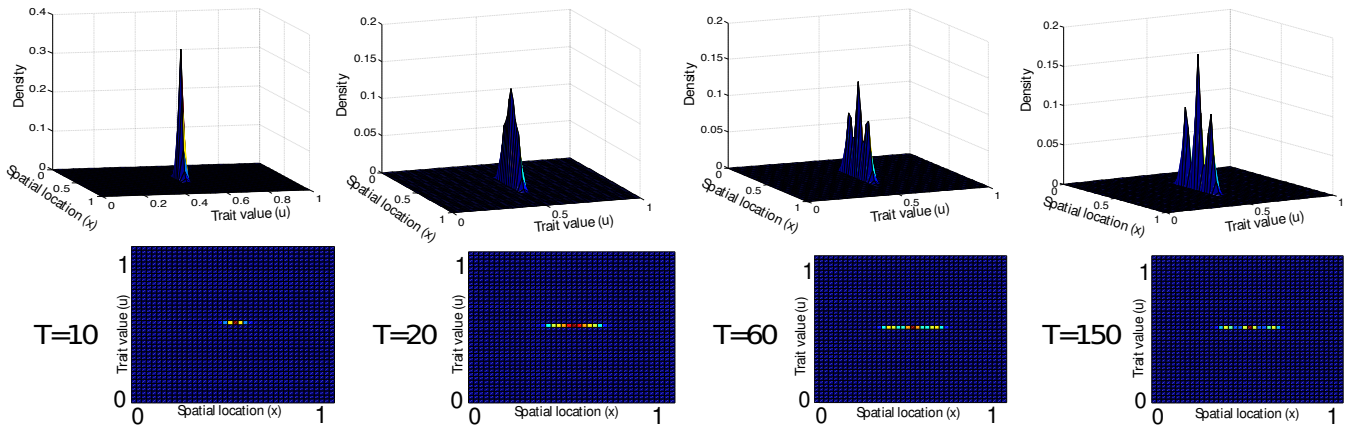 0.4
0.3
0.2
0.1
0
Density
0
0.5
1
Spatial location (x)
0
0.2
0.4
0.6
0.8
1
Trait value (u)
0.2
0.15
0.1
0.05
0
Density
0
0.5
1
Spatial location (x)
0
0.5
1
Trait value (u)
0.2
0.15
0.1
0.05
0
Density
0
0.5
1
Spatial location (x)
0
0.5
1
Trait value (u)
0.2
0.15
0.1
0.05
0
Density
0
0.5
1
Spatial location (x)
0
0.5
1
Trait value (u)
T=10
1
Trait value (u)
0
0
Spatial location (x)
1
T=20
1
Trait value (u)
0
0
Spatial location (x)
1
T=60
1
Trait value (u)
0
0
Spatial location (x)
1
T=150
1
Trait value (u)
0
0
Spatial location (x)
1